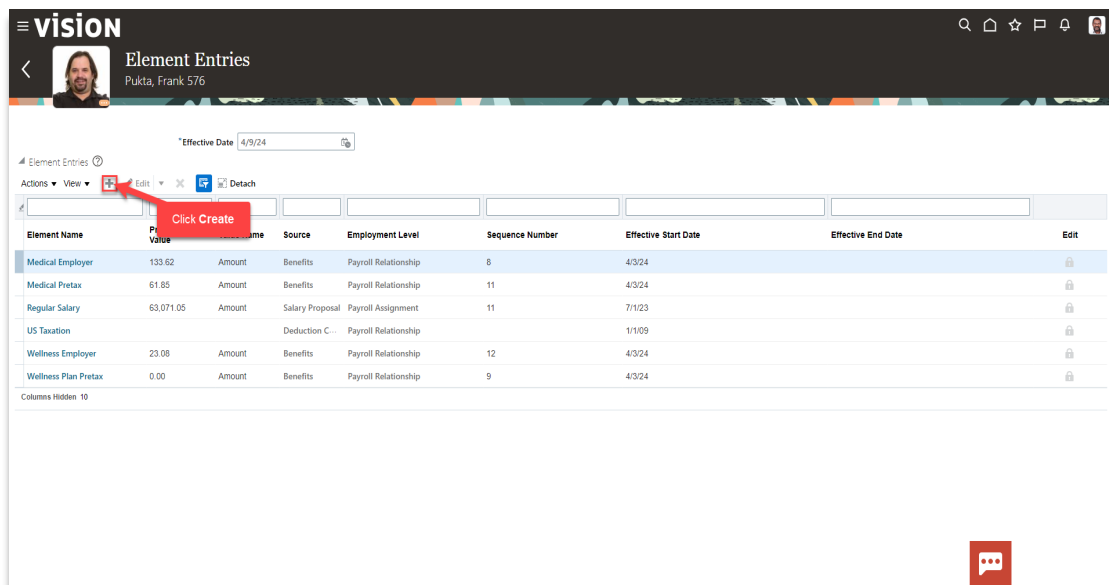 vision
Element Entries
Pukta, Frank 576
*Effective Date 4/9/24
Element Entries
Actions View Edit Detach
Click Create
Element Name Value Source Employment Level Sequence Number Effective Start Date Effective End Date Edit
Medical Employer 133.62 Amount Benefits Payroll Relationship 8 4/3/24
Medical Pretax 61.85 Amount Benefits Payroll Relationship 11 4/3/24
Regular Salary 63,071.05 Amount Salary Proposal Payroll Assignment 11 7/1/23
US Taxation Deduction C... Payroll Relationship 1/1/09
Wellness Employer 23.08 Amount Benefits Payroll Relationship 12 4/3/24
Wellness Plan Pretax 0.00 Amount Benefits Payroll Relationship 9 4/3/24
Columns Hidden 10